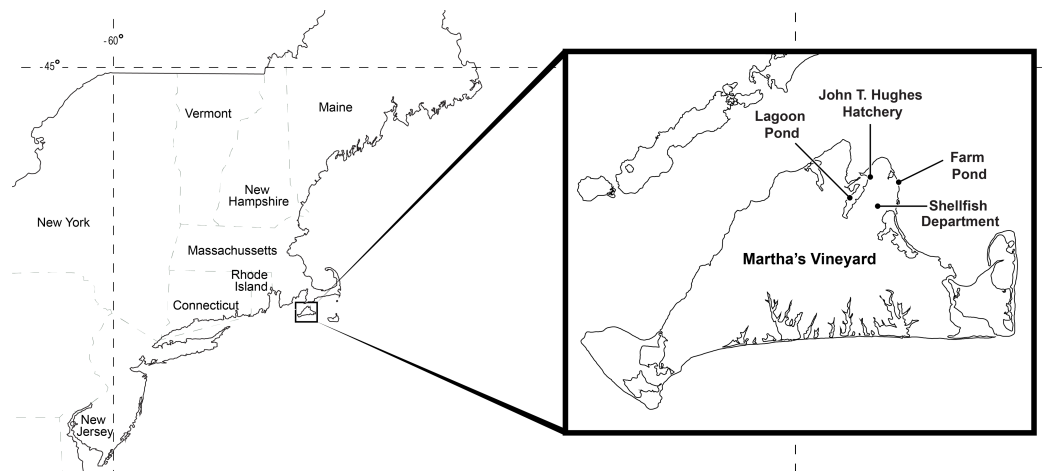 -60°
-45°
Vermont
Maine
New
Hampshire
New York
Massachussetts
Rhode
Island
Connecticut
New
Jersey
John T. Hughes
Hatchery
Lagoon
Pond
Farm
Pond
Shellfish
Department
Martha's Vineyard